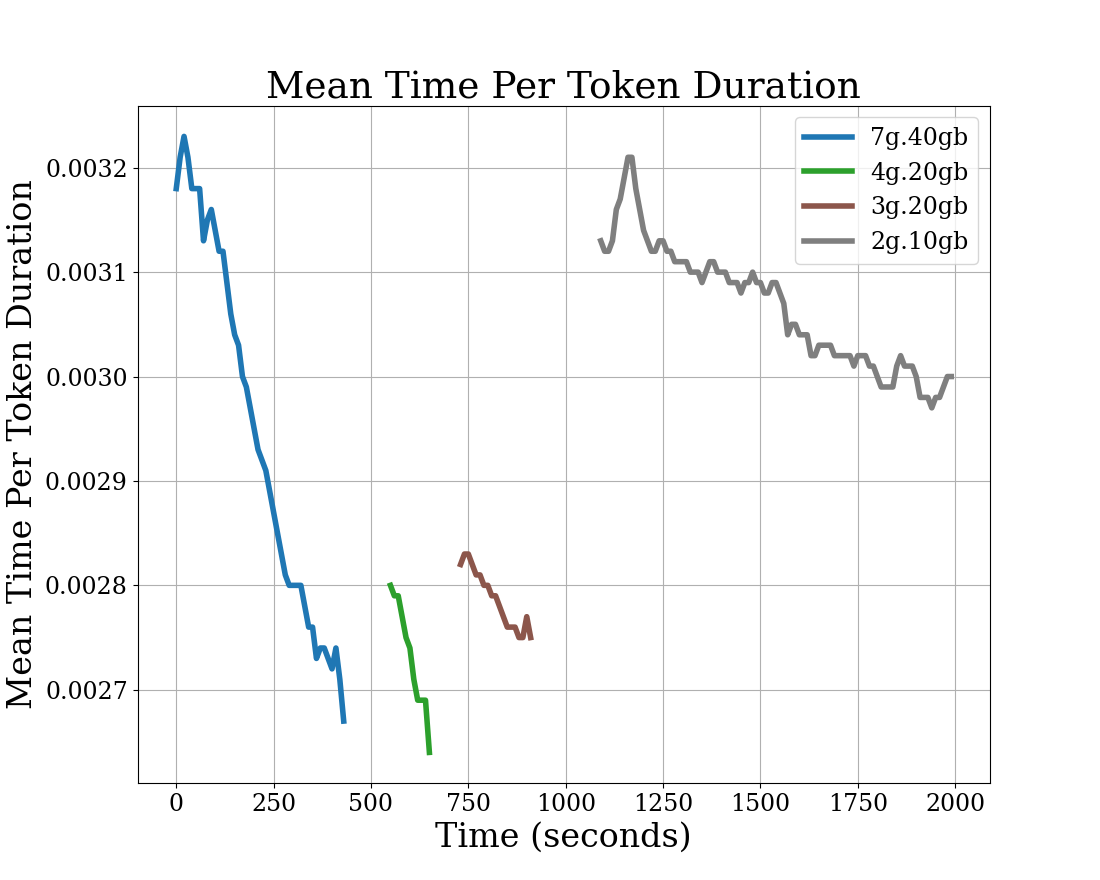 Mean Time Per Token Duration
7g.40gb
4g.20gb
3g.20gb
2g.10gb
Mean Time Per Token Duration
0.0032
0.0031
0.0030
0.0029
0.0028
0.0027
0 250 500 750 1000 1250 1500 1750 2000
Time (seconds)